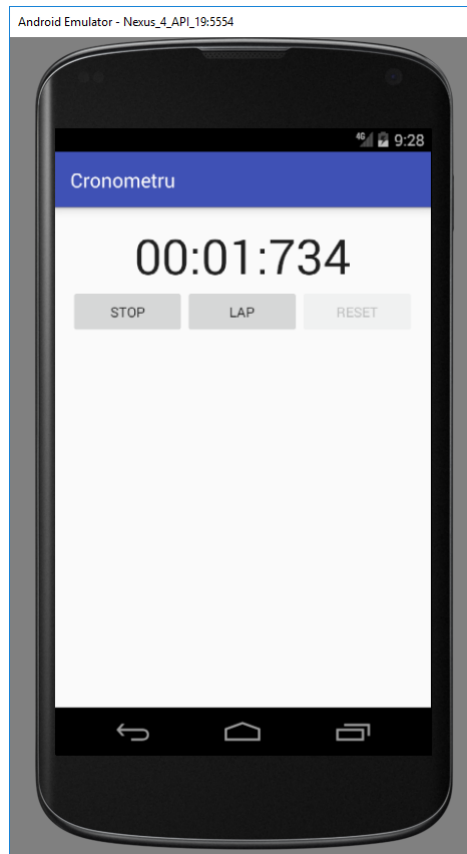 Android Emulator - Nexus_4_API_19:5554
4G 9:28
Cronometru
00:01:734
STOP LAP RESET